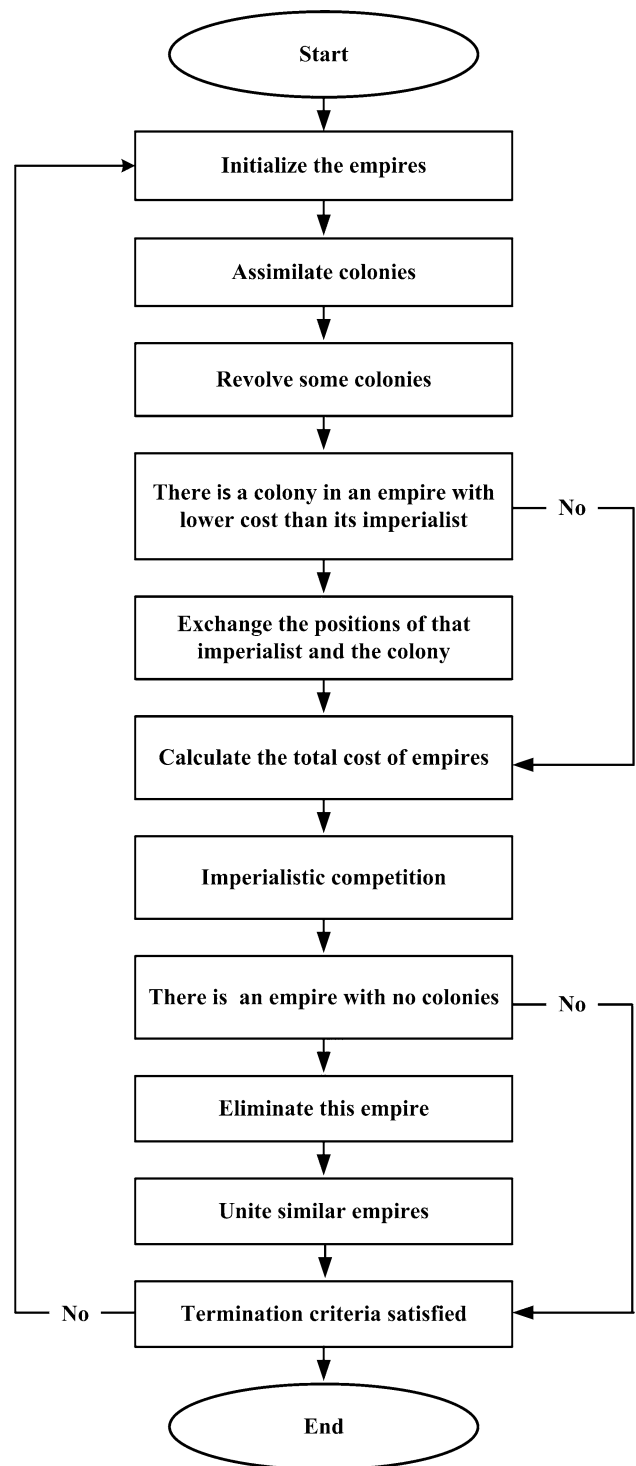 Start
Initialize the empires
Assimilate colonies
Revolve some colonies
There is a colony in an empire with
lower cost than its imperialist
No
Exchange the positions of that
imperialist and the colony
Calculate the total cost of empires
Imperialistic competition
There is an empire with no colonies
No
Eliminate this empire
Unite similar empires
No
Termination criteria satisfied
End